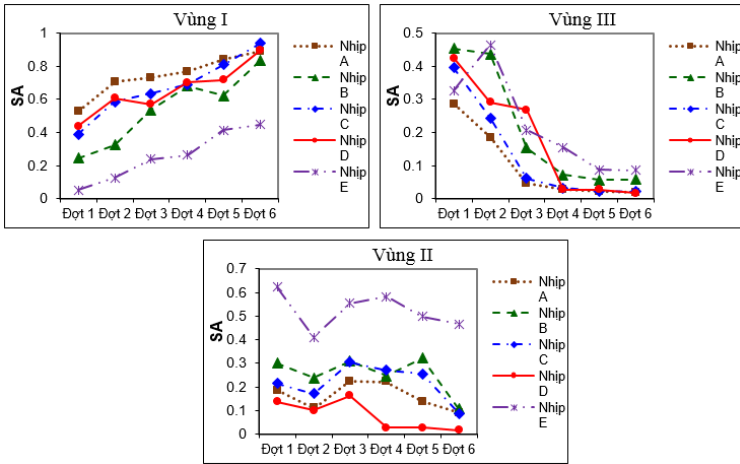 Vùng I
1
0.8
0.6
0.4
0.2
0
SA
Đợt 1 Đợt 2 Đợt 3 Đợt 4 Đợt 5 Đợt 6
Nhịp
A
Nhịp
B
Nhịp
C
Nhịp
D
Nhịp
E
Vùng III
0.5
0.4
0.3
0.2
0.1
0
SA
Đợt 1 Đợt 2 Đợt 3 Đợt 4 Đợt 5 Đợt 6
Nhịp
A
Nhịp
B
Nhịp
C
Nhịp
D
Nhịp
E
Vùng II
0.7
0.6
0.5
0.4
0.3
0.2
0.1
0
SA
Đợt 1 Đợt 2 Đợt 3 Đợt 4 Đợt 5 Đợt 6
Nhịp
A
Nhịp
B
Nhịp
C
Nhịp
D
Nhịp
E